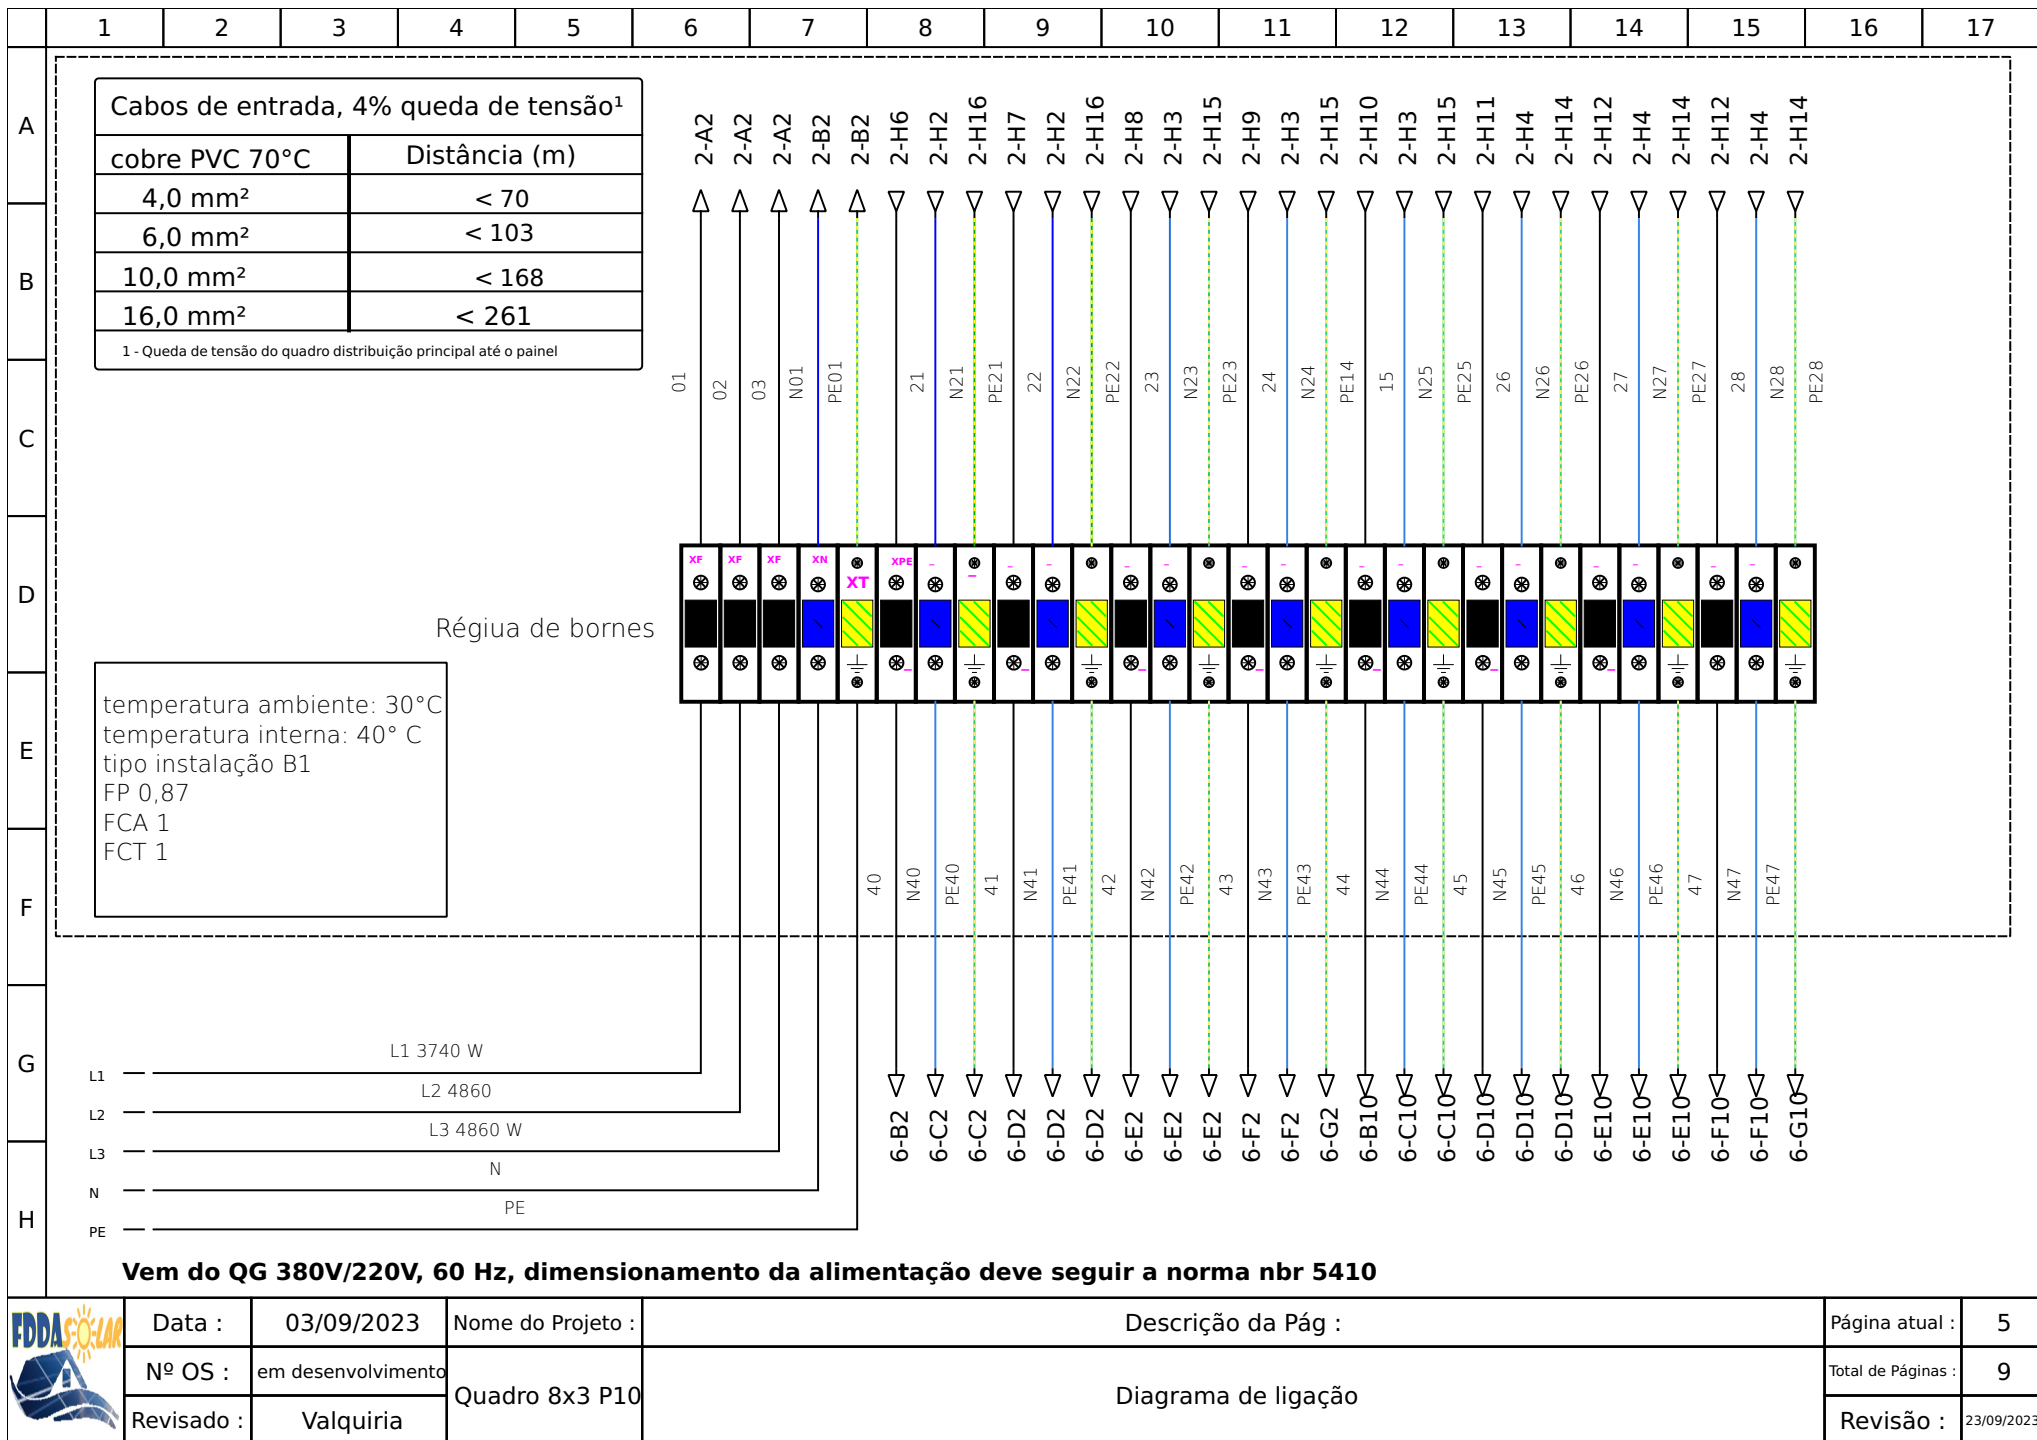 1 2 3 4 5 6 7 8 9 10 11 12 13 14 15 16 17
A
B
C
D
E
F
G
H
Cabos de entrada, 4% queda de tensão¹
cobre PVC 70°C Distância (m)
4,0 mm² < 70
6,0 mm² < 103
10,0 mm² < 168
16,0 mm² < 261
1 - Queda de tensão do quadro distribuição principal até o painel
2-A2 2-A2 2-A2 2-B2 2-B2 2-H6 2-H2 2-H16 2-H7 2-H2 2-H16 2-H8 2-H3 2-H15 2-H9 2-H3 2-H15 2-H10 2-H3 2-H15 2-H11 2-H4 2-H14 2-H12 2-H4 2-H14 2-H12 2-H4 2-H14
01 02 03 N01 PE01 21 N21 PE21 22 N22 PE22 23 N23 PE23 24 N24 PE14 15 N25 PE25 26 N26 PE26 27 N27 PE27 28 N28 PE28
XF XF XF XN XT XPE
Régiua de bornes
temperatura ambiente: 30°C
temperatura interna: 40° C
tipo instalação B1
FP 0,87
FCA 1
FCT 1
40 N40 PE40 41 N41 PE41 42 N42 PE42 43 N43 PE43 44 N44 PE44 45 N45 PE45 46 N46 PE46 47 N47 PE47
6-B2 6-C2 6-C2 6-D2 6-D2 6-D2 6-E2 6-E2 6-E2 6-F2 6-F2 6-G2 6-B10 6-C10 6-C10 6-D10 6-D10 6-D10 6-E10 6-E10 6-E10 6-F10 6-F10 6-G10
L1 L1 3740 W
L2 L2 4860
L3 L3 4860 W
N N
PE PE
Vem do QG 380V/220V, 60 Hz, dimensionamento da alimentação deve seguir a norma nbr 5410
FDDA SOLAR
Data : 03/09/2023
Nº OS : em desenvolvimento
Revisado : Valquiria
Nome do Projeto :
Quadro 8x3 P10
Descrição da Pág :
Diagrama de ligação
Página atual : 5
Total de Páginas : 9
Revisão : 23/09/2023